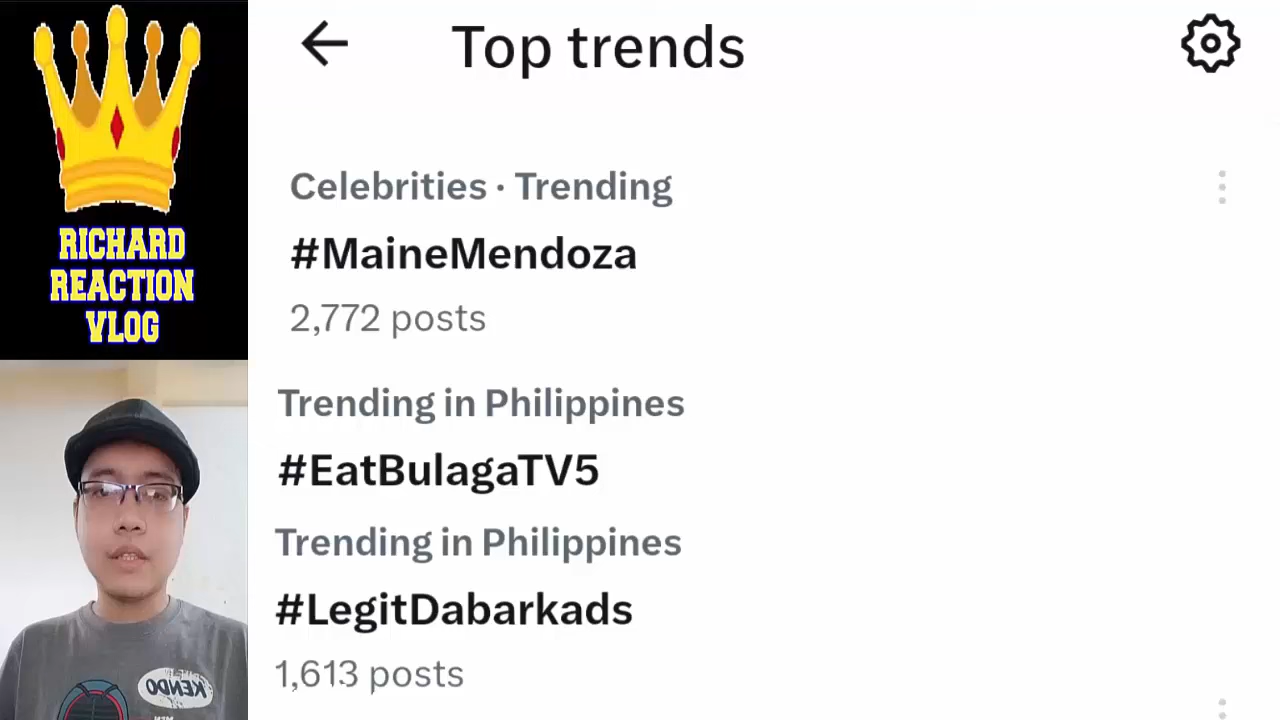 RICHARD
REACTION
VLOG
Top trends
Celebrities · Trending
#MaineMendoza
2,772 posts
Trending in Philippines
#EatBulagaTV5
Trending in Philippines
#LegitDabarkads
1,613 posts
KENDO